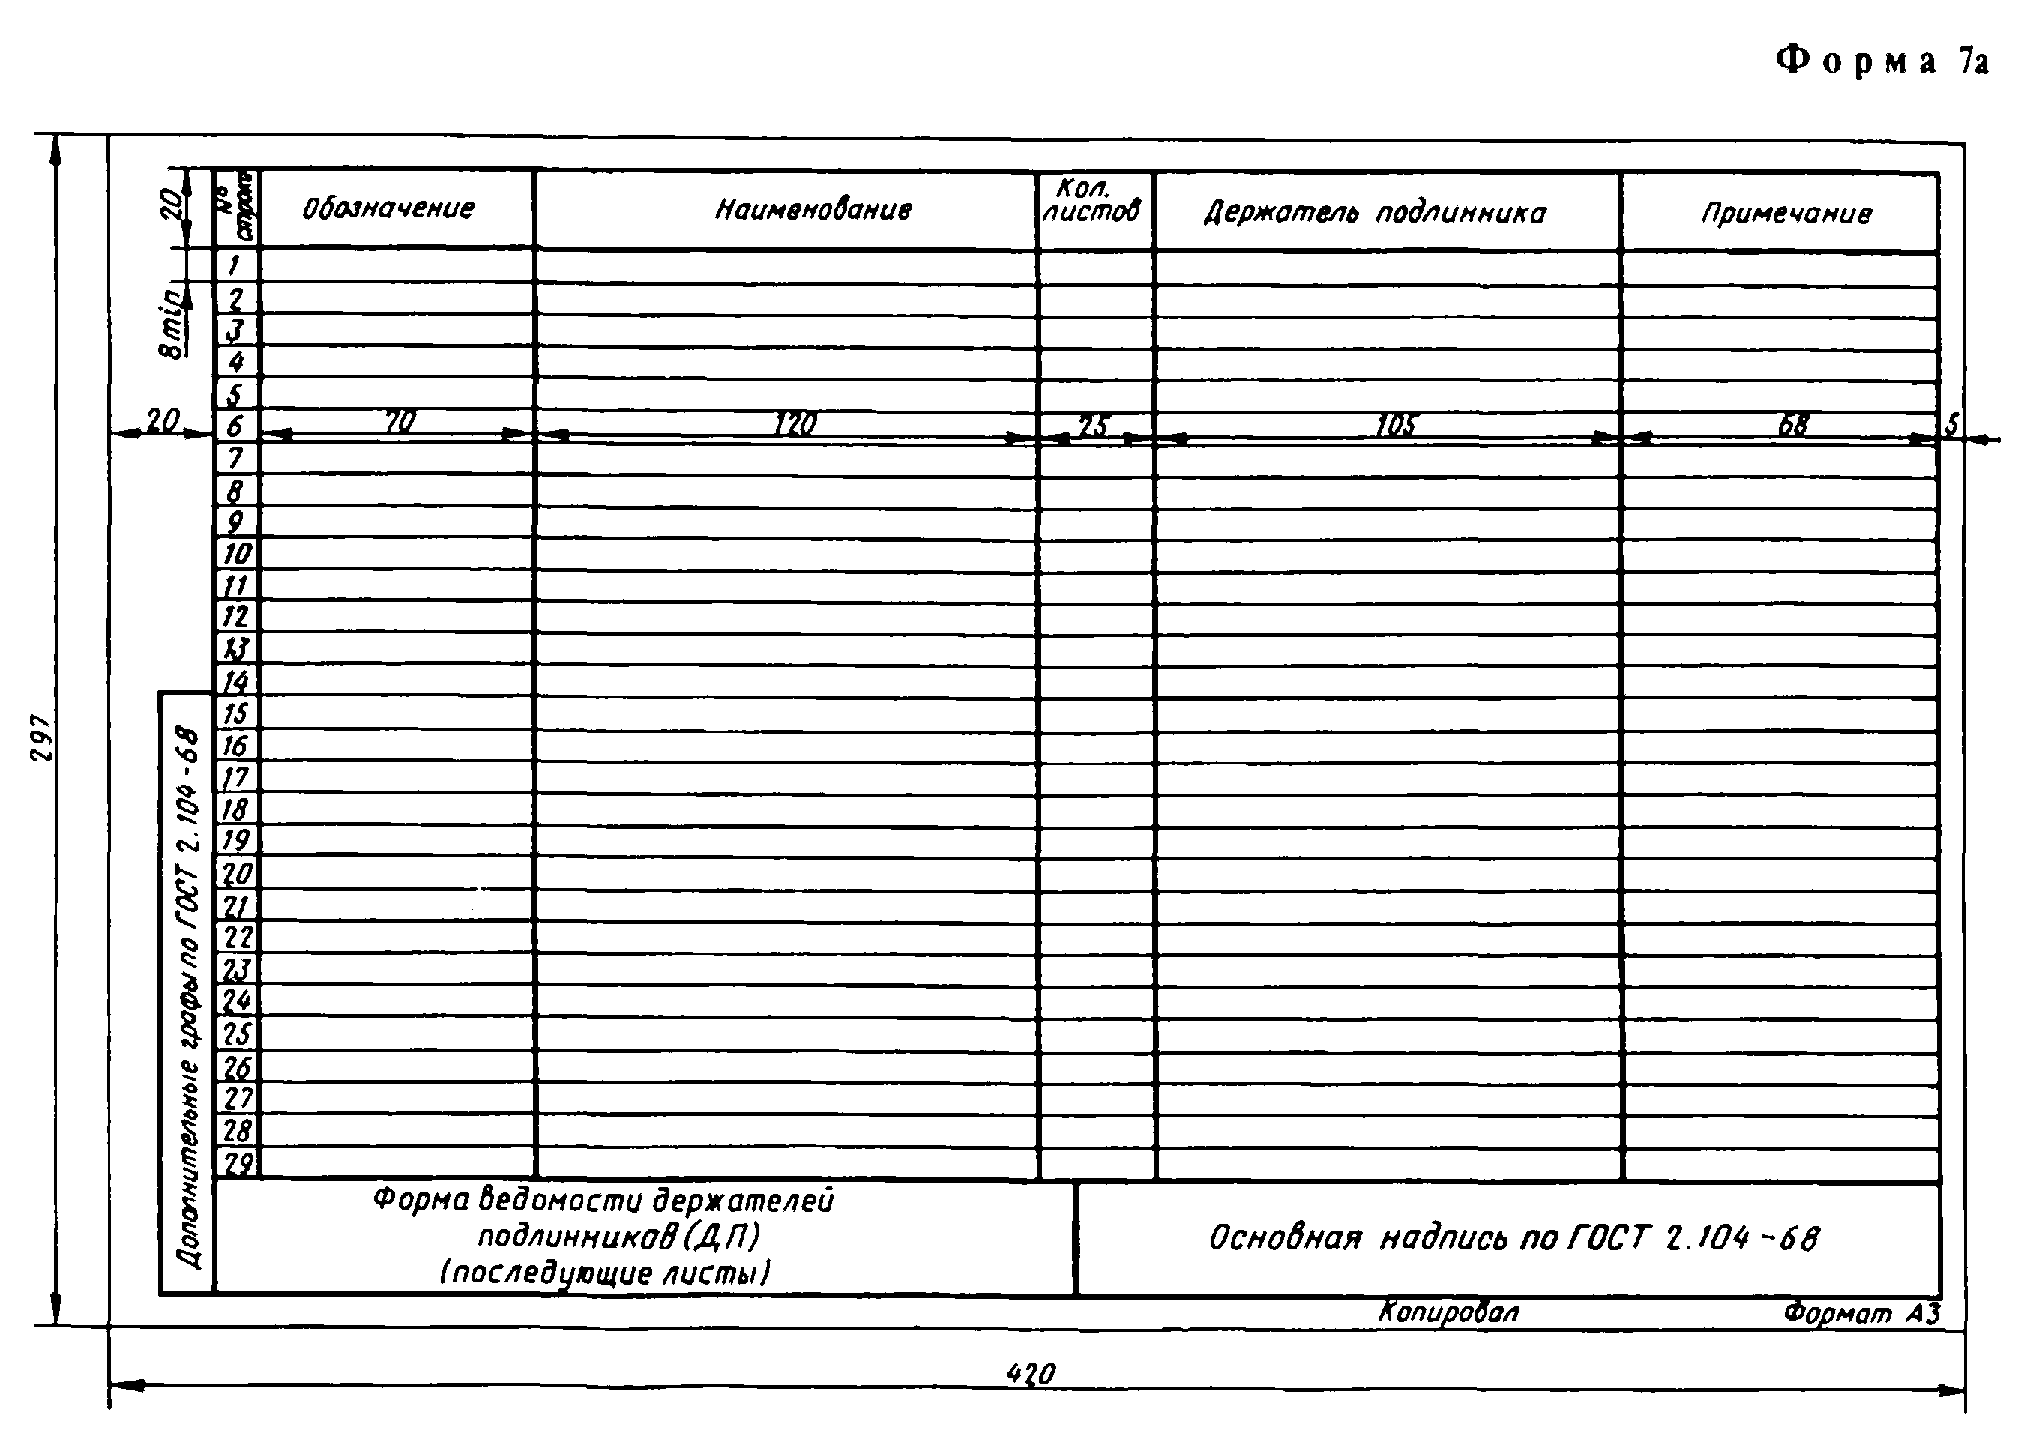 Форма 7а
№ строки
Обозначение
Наименование
Кол. листов
Держатель подлинника
Примечание
20
8 min
1
2
3
4
5
6
20
70
120
25
105
68
5
7
8
9
10
11
12
13
14
15
16
17
18
19
20
21
22
23
24
25
26
27
28
29
297
Дополнительные графы по ГОСТ 2.104-68
Форма ведомости держателей
подлинников (ДП)
(последующие листы)
Основная надпись по ГОСТ 2.104-68
Копировал
Формат А3
420